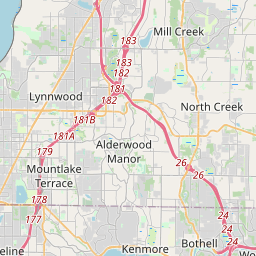 Mill Creek
183
183
182
181
182
Lynnwood
North Creek
181B
181A
Alderwood
Manor
179
26
26
Mountlake
Terrace
178
177
24
24
24
Bothell
Kenmore